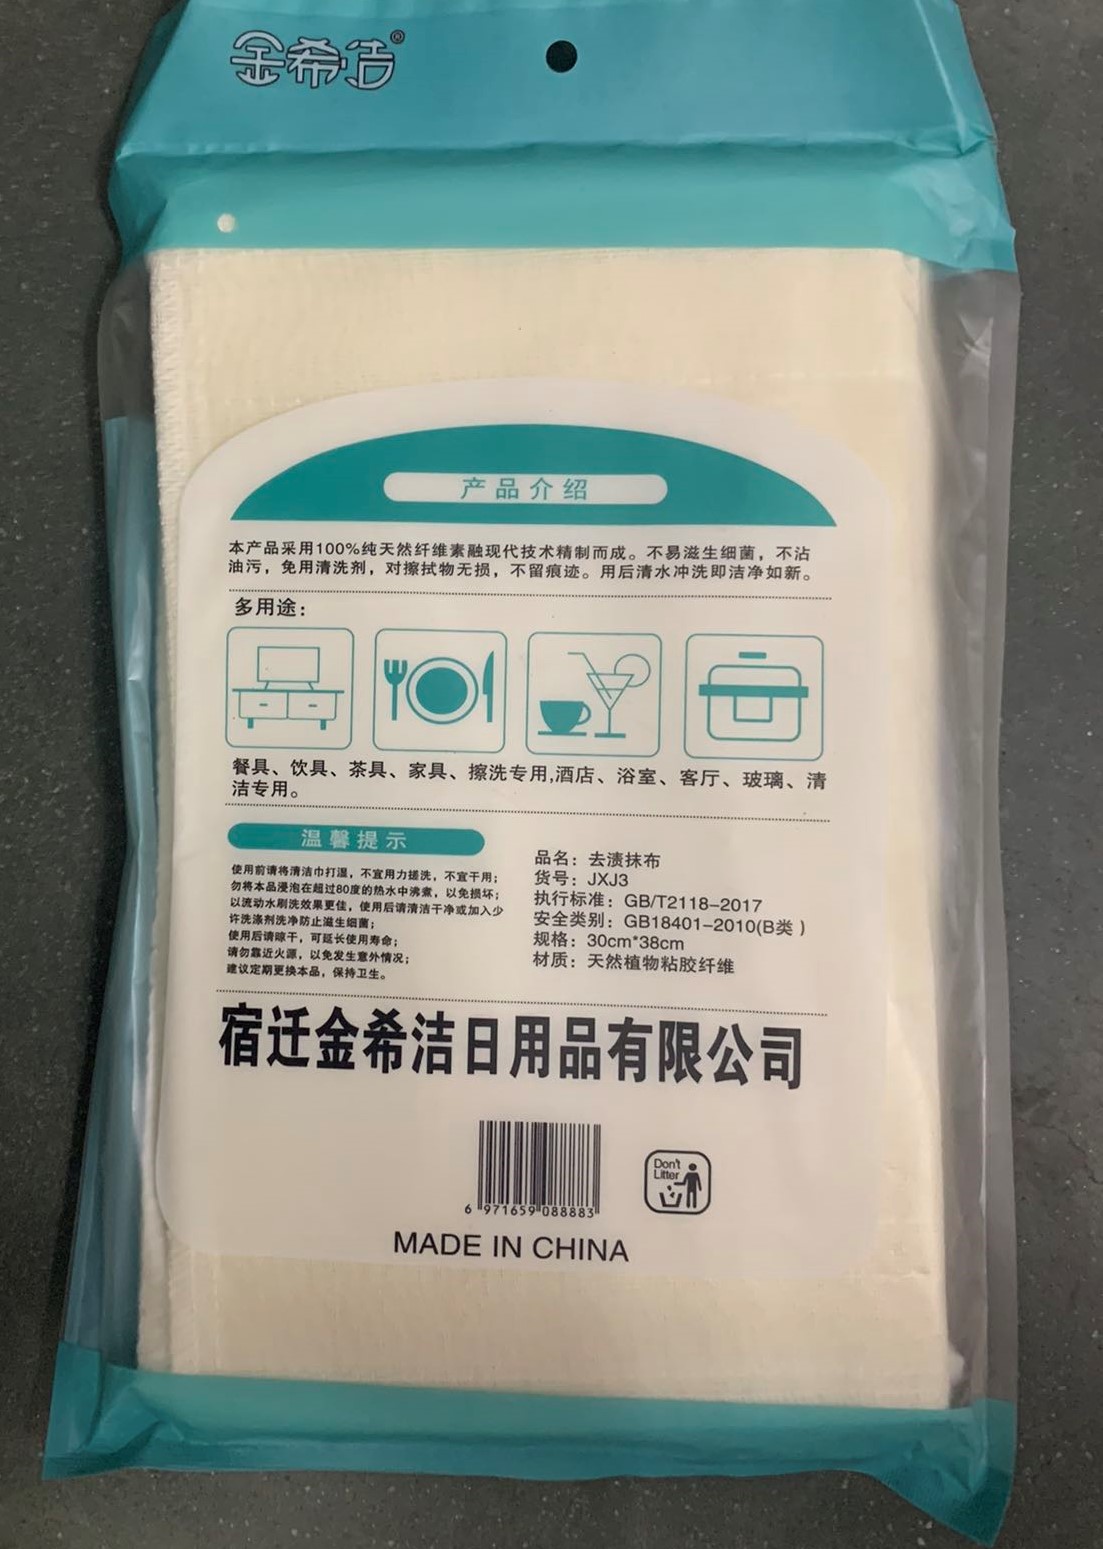 金希洁®
产品介绍
本产品采用100%纯天然纤维素融现代技术精制而成。不易滋生细菌，不沾
油污，免用清洗剂，对擦拭物无损，不留痕迹。用后清水冲洗即洁净如新。
多用途：
餐具、饮具、茶具、家具、擦洗专用,酒店、浴室、客厅、玻璃、清
洁专用。
温馨提示
使用前请将清洁巾打湿，不宜用力搓洗，不宜干用；
勿将本品浸泡在超过80度的热水中沸煮，以免损坏；
以流动水刷洗效果更佳，使用后请清洁干净或加入少
许洗涤剂洗净防止滋生细菌；
使用后请晾干，可延长使用寿命；
请勿靠近火源，以免发生意外情况；
建议定期更换本品，保持卫生。
品名：去渍抹布
货号：JXJ3
执行标准：GB/T2118-2017
安全类别：GB18401-2010(B类)
规格：30cm*38cm
材质：天然植物粘胶纤维
宿迁金希洁日用品有限公司
6 971659 088883
Don't
Litter
MADE IN CHINA